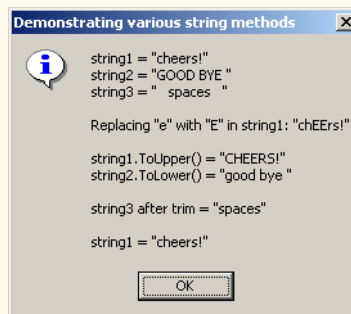 Demonstrating various string methods
string1 = "cheers!"
string2 = "GOOD BYE "
string3 = "   spaces   "
Replacing "e" with "E" in string1: "chEErs!"
string1.ToUpper() = "CHEERS!"
string2.ToLower() = "good bye "
string3 after trim = "spaces"
string1 = "cheers!"
OK